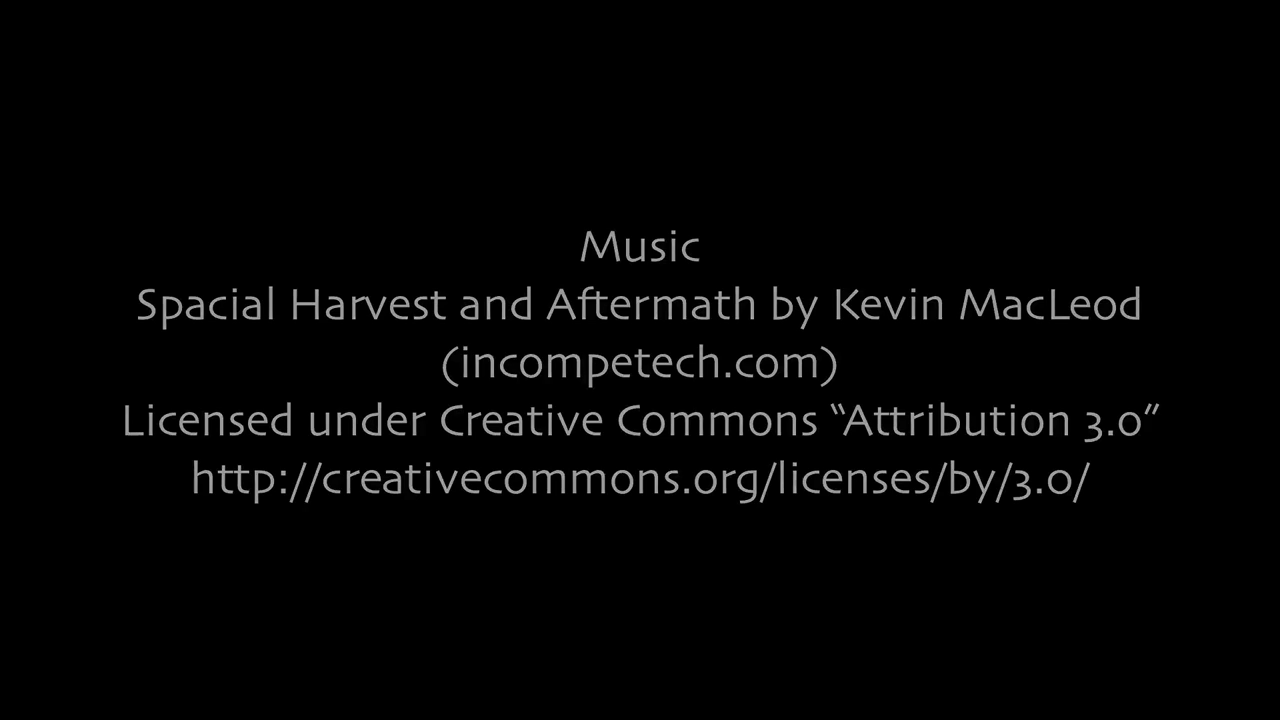 Music
Spacial Harvest and Aftermath by Kevin MacLeod
(incompetech.com)
Licensed under Creative Commons “Attribution 3.0”
http://creativecommons.org/licenses/by/3.0/